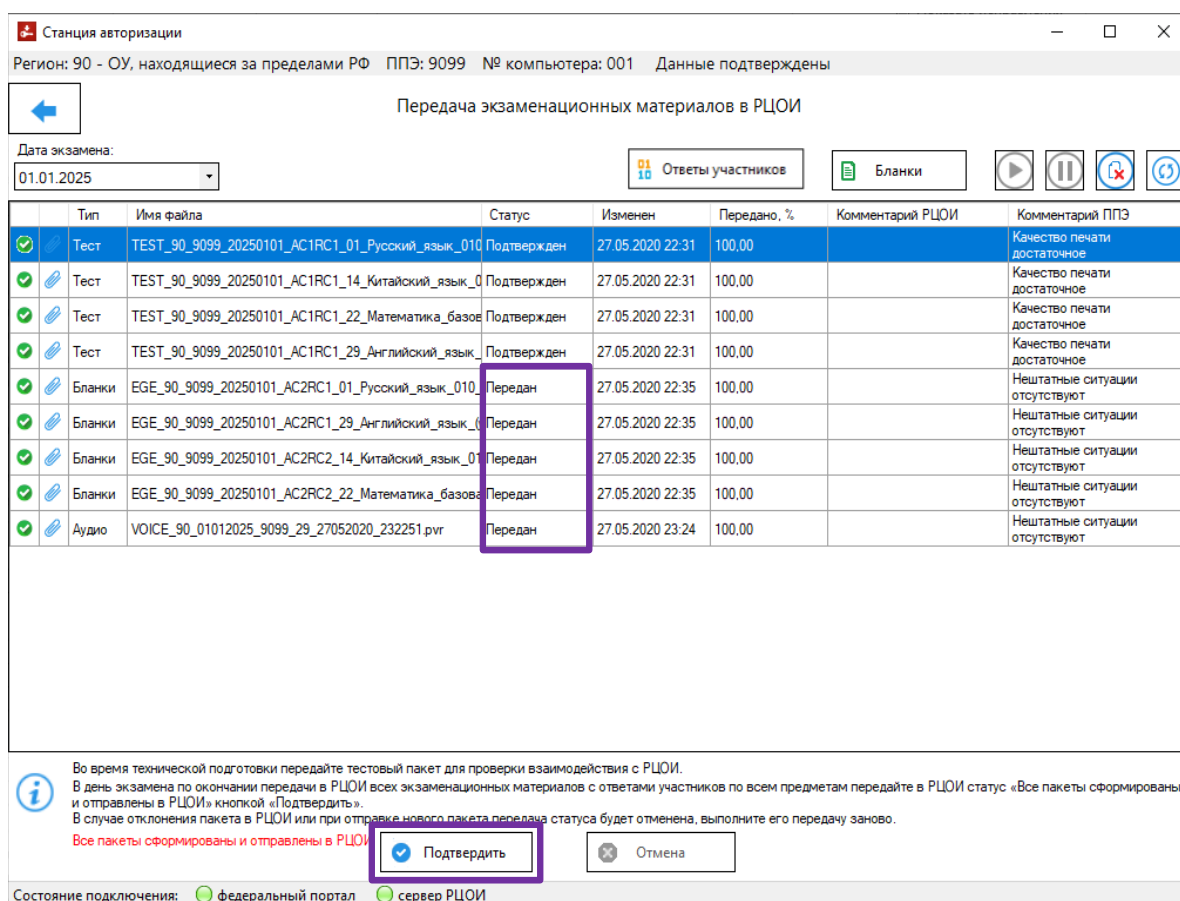 Станция авторизации
Регион: 90 - ОУ, находящиеся за пределами РФ ППЭ: 9099 № компьютера: 001 Данные подтверждены
Передача экзаменационных материалов в РЦОИ
Дата экзамена:
01.01.2025
Ответы участников Бланки
Тип Имя файла Статус Изменен Передано, % Комментарий РЦОИ Комментарий ППЭ
Тест TEST_90_9099_20250101_AC1RC1_01_Русский_язык_010 Подтвержден 27.05.2020 22:31 100,00 Качество печати
достаточное
Тест TEST_90_9099_20250101_AC1RC1_14_Китайский_язык_0 Подтвержден 27.05.2020 22:31 100,00 Качество печати
достаточное
Тест TEST_90_9099_20250101_AC1RC1_22_Математика_базов Подтвержден 27.05.2020 22:31 100,00 Качество печати
достаточное
Тест TEST_90_9099_20250101_AC1RC1_29_Английский_язык_ Подтвержден 27.05.2020 22:31 100,00 Качество печати
достаточное
Бланки EGE_90_9099_20250101_AC2RC1_01_Русский_язык_010_ Передан 27.05.2020 22:35 100,00 Нештатные ситуации
отсутствуют
Бланки EGE_90_9099_20250101_AC2RC1_29_Английский_язык_( Передан 27.05.2020 22:35 100,00 Нештатные ситуации
отсутствуют
Бланки EGE_90_9099_20250101_AC2RC2_14_Китайский_язык_01 Передан 27.05.2020 22:35 100,00 Нештатные ситуации
отсутствуют
Бланки EGE_90_9099_20250101_AC2RC2_22_Математика_базова Передан 27.05.2020 22:35 100,00 Нештатные ситуации
отсутствуют
Аудио VOICE_90_01012025_9099_29_27052020_232251.pvr Передан 27.05.2020 23:24 100,00 Нештатные ситуации
отсутствуют
Во время технической подготовки передайте тестовый пакет для проверки взаимодействия с РЦОИ.
В день экзамена по окончании передачи в РЦОИ всех экзаменационных материалов с ответами участников по всем предметам передайте в РЦОИ статус «Все пакеты сформированы
и отправлены в РЦОИ» кнопкой «Подтвердить».
В случае отклонения пакета в РЦОИ или при отправке нового пакета передача статуса будет отменена, выполните его передачу заново.
Все пакеты сформированы и отправлены в РЦОИ Подтвердить Отмена
Состояние подключения: федеральный портал сервер РЦОИ